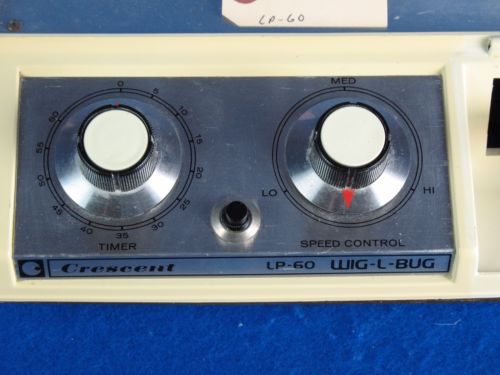 LP-60
0
5
10
15
20
25
30
35
40
45
50
55
60
TIMER
MED
LO
HI
SPEED CONTROL
Crescent LP-60 WIG-L-BUG